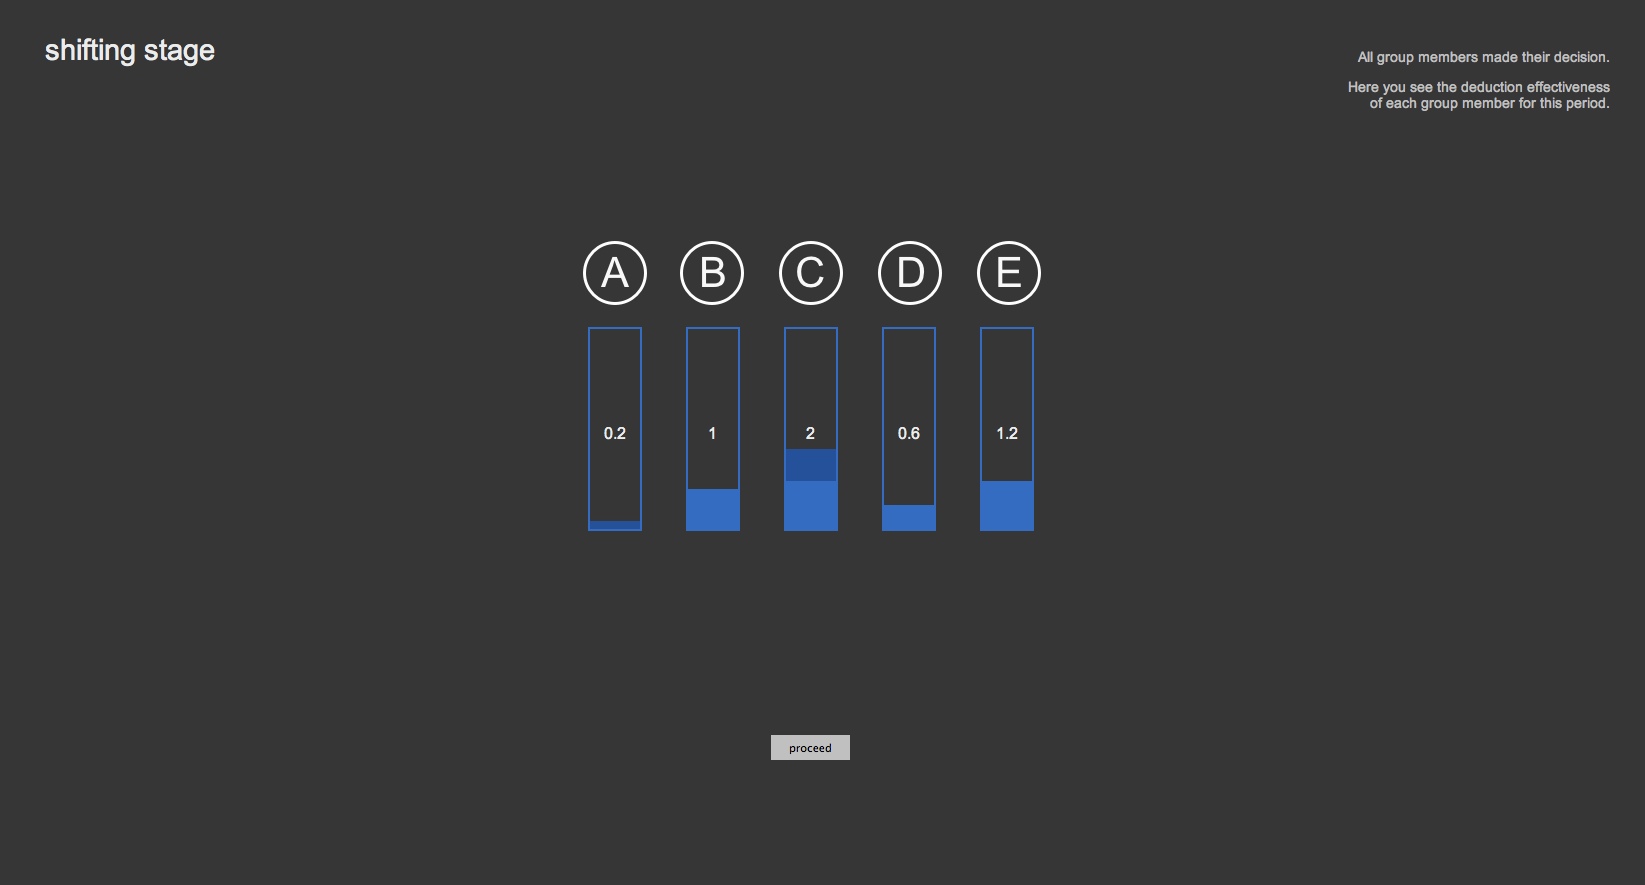 shifting stage
All group members made their decision.
Here you see the deduction effectiveness
of each group member for this period.
A B C D E
0.2 1 2 0.6 1.2
proceed